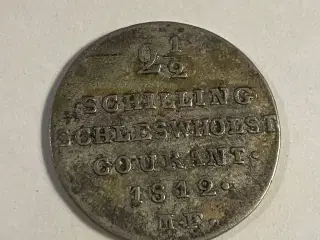 2½
SCHILLING
SCHLESWHOLST
COURANT.
1812.
M.F.